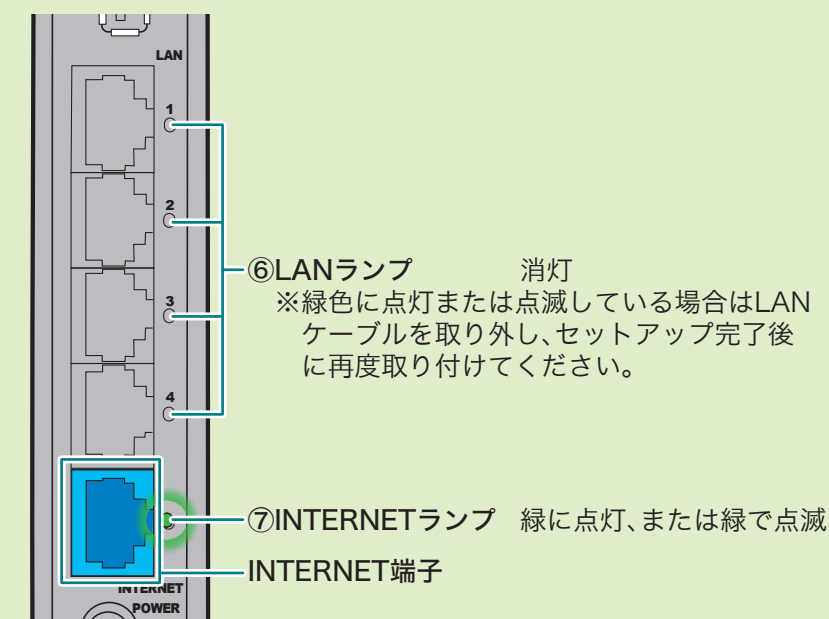 LAN
1
2
⑥LANランプ 消灯
※緑色に点灯または点滅している場合はLAN
3
ケーブルを取り外し、セットアップ完了後
に再度取り付けてください。
4
⑦INTERNETランプ 緑に点灯、または緑で点滅
INTERNET端子
INTERNET
POWER